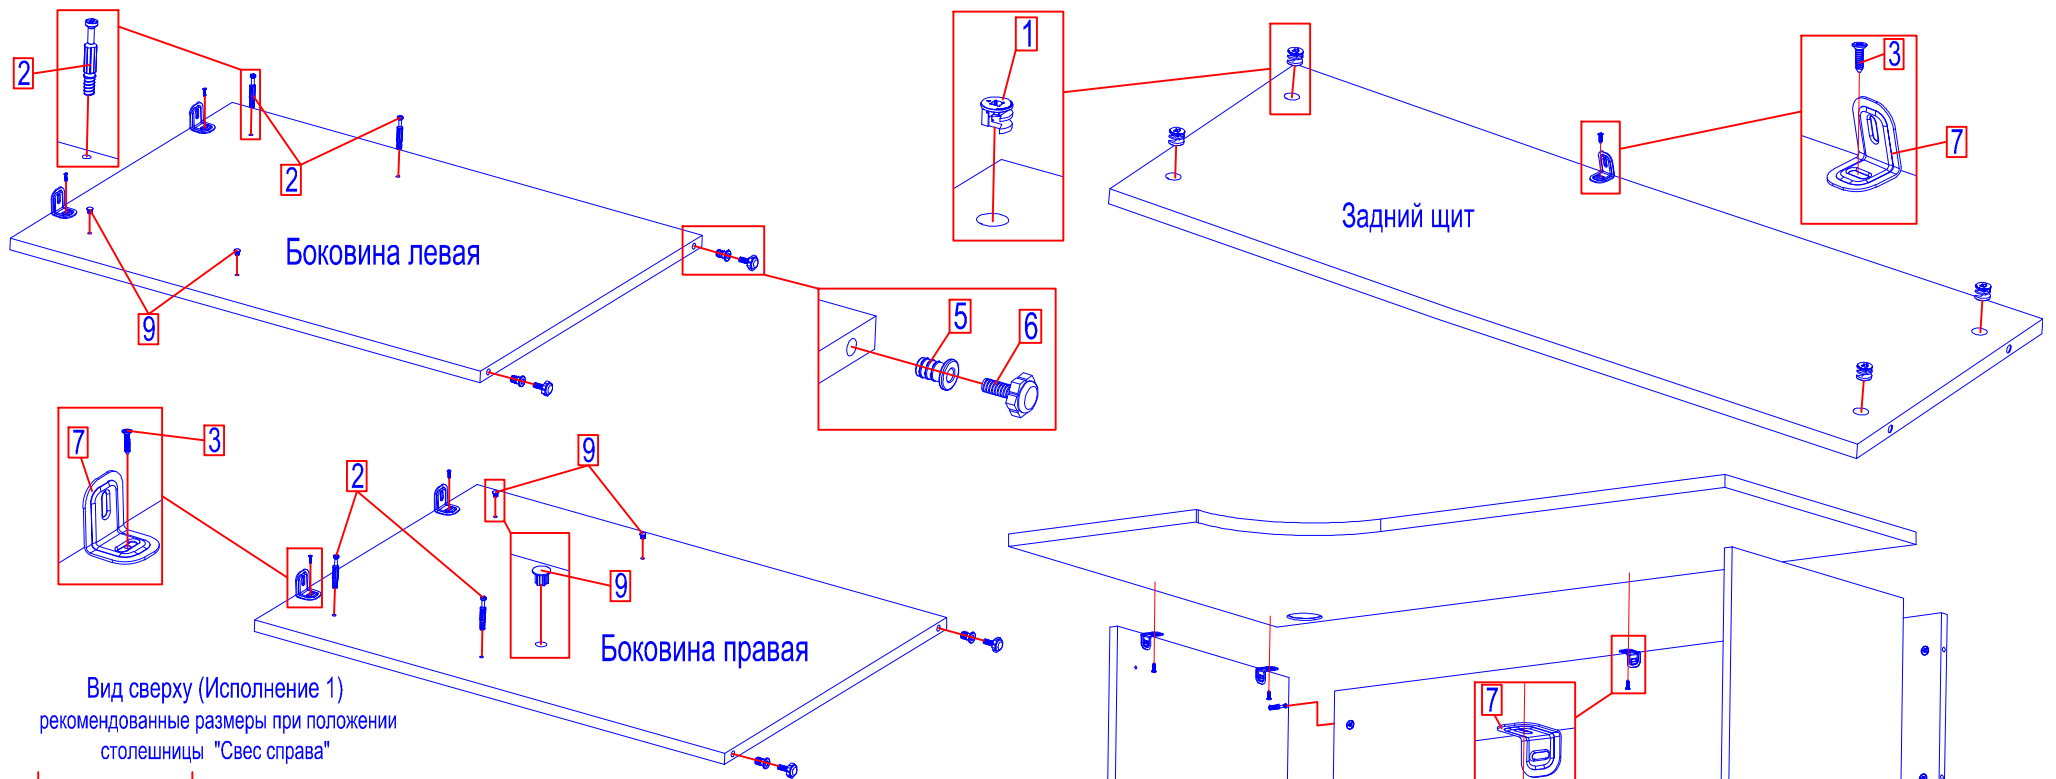 2
2
9
Боковина левая
5
6
1
3
7
Задний щит
7
3
2
9
9
Боковина правая
7
Вид сверху (Исполнение 1)
рекомендованные размеры при положении
столешницы "Свес справа"